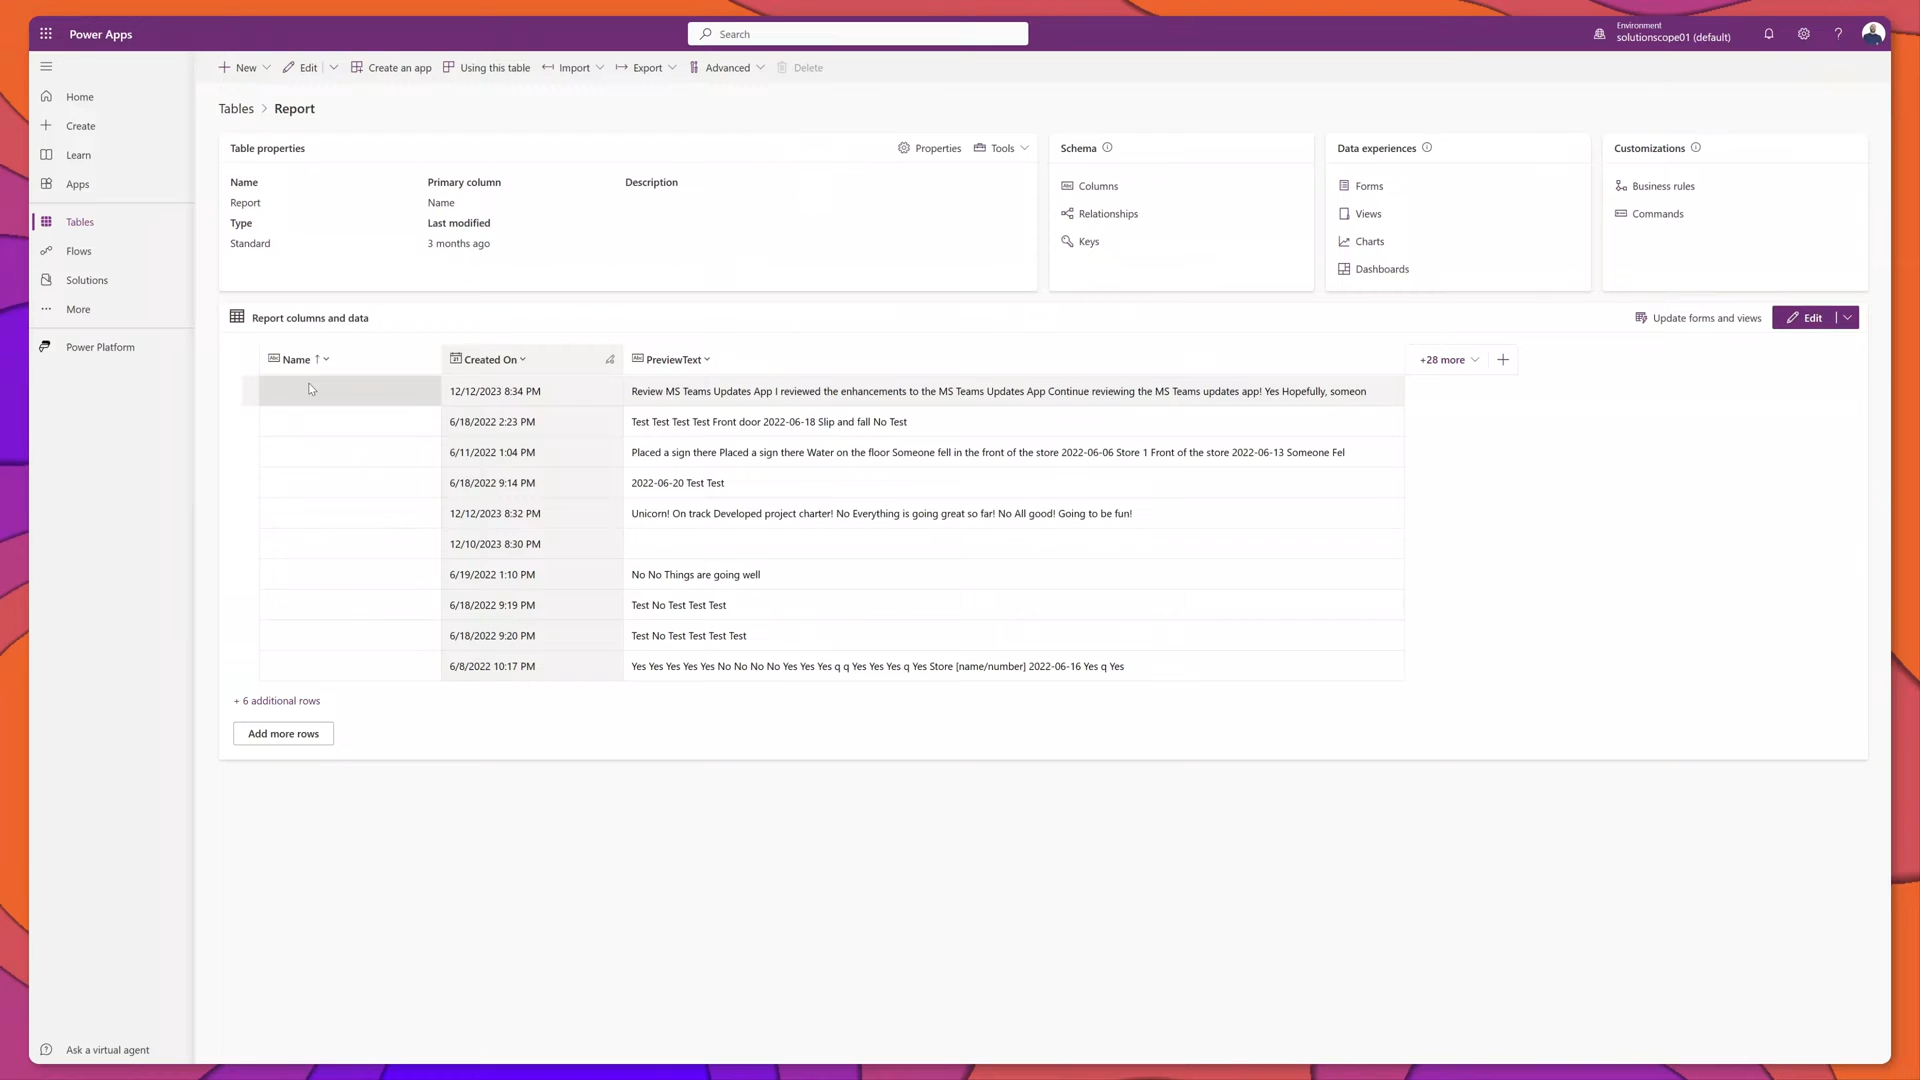 Power Apps
Search
Environment
solutionscope01 (default)
New
Edit
Create an app
Using this table
Import
Export
Advanced
Delete
Home
Create
Learn
Apps
Tables
Flows
Solutions
More
Power Platform
Ask a virtual agent
Tables > Report
Table properties
Properties
Tools
Name
Report
Type
Standard
Primary column
Name
Last modified
3 months ago
Description
Schema
Columns
Relationships
Keys
Data experiences
Forms
Views
Charts
Dashboards
Customizations
Business rules
Commands
Report columns and data
Update forms and views
Edit
Name ↑ Created On PreviewText +28 more
12/12/2023 8:34 PM Review MS Teams Updates App I reviewed the enhancements to the MS Teams Updates App Continue reviewing the MS Teams updates app! Yes Hopefully, someon
6/18/2022 2:23 PM Test Test Test Test Front door 2022-06-18 Slip and fall No Test
6/11/2022 1:04 PM Placed a sign there Placed a sign there Water on the floor Someone fell in the front of the store 2022-06-06 Store 1 Front of the store 2022-06-13 Someone Fel
6/18/2022 9:14 PM 2022-06-20 Test Test
12/12/2023 8:32 PM Unicorn! On track Developed project charter! No Everything is going great so far! No All good! Going to be fun!
12/10/2023 8:30 PM
6/19/2022 1:10 PM No No Things are going well
6/18/2022 9:19 PM Test No Test Test Test
6/18/2022 9:20 PM Test No Test Test Test Test
6/8/2022 10:17 PM Yes Yes Yes Yes Yes No No No No Yes Yes Yes q q Yes Yes Yes q Yes Store [name/number] 2022-06-16 Yes q Yes
+ 6 additional rows
Add more rows